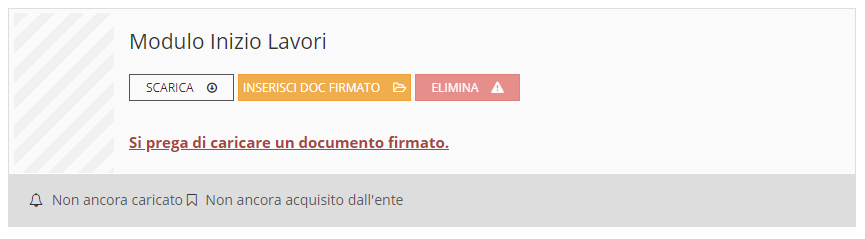 Modulo Inizio Lavori
SCARICA INSERISCI DOC FIRMATO ELIMINA
Si prega di caricare un documento firmato.
Non ancora caricato Non ancora acquisito dall'ente